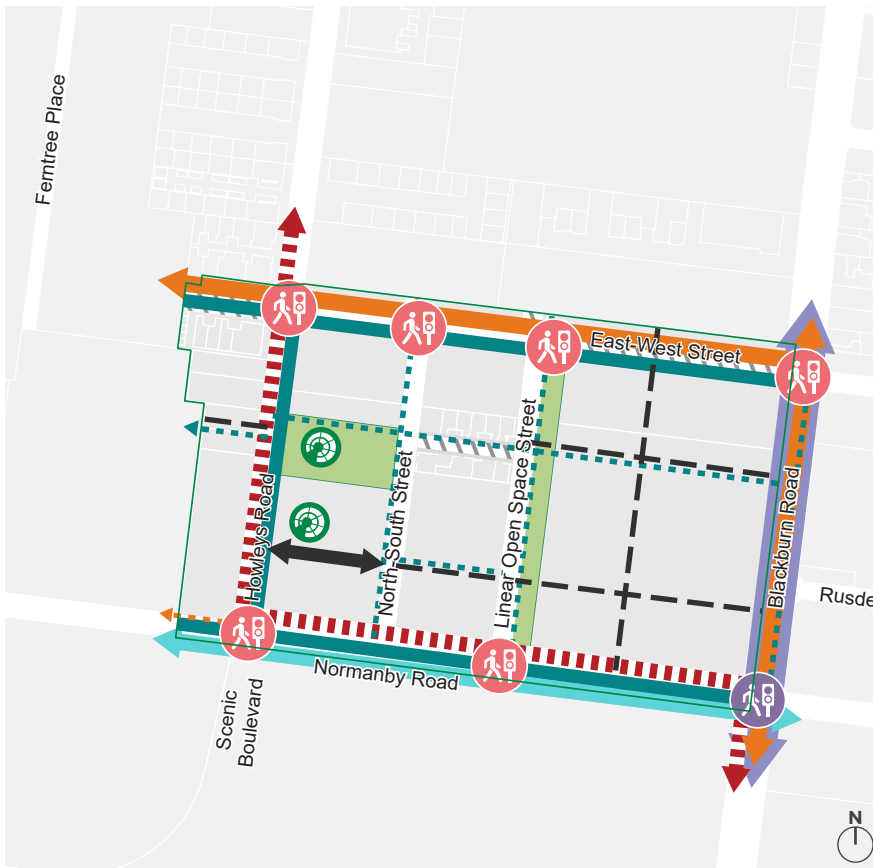 Ferntree Place
East-West Street
Linear Open Space Street
North-South Street
Howleys Road
Blackburn Road
Rusde
Normanby Road
Scenic
Boulevard
N